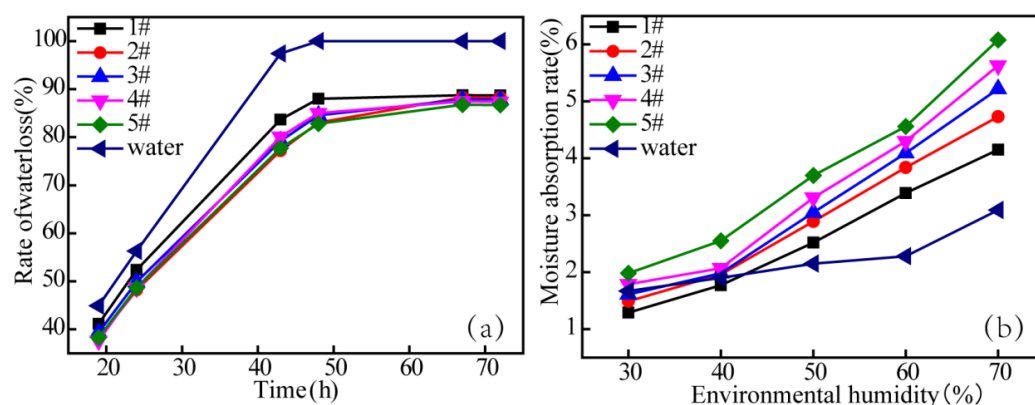 Rate ofwaterloss(%)
100
90
80
70
60
50
40
1#
2#
3#
4#
5#
water
(a)
20 30 40 50 60 70
Time(h)
Moisture absorption rate(%)
6
5
4
3
2
1
1#
2#
3#
4#
5#
water
(b)
30 40 50 60 70
Environmental humidity(%)